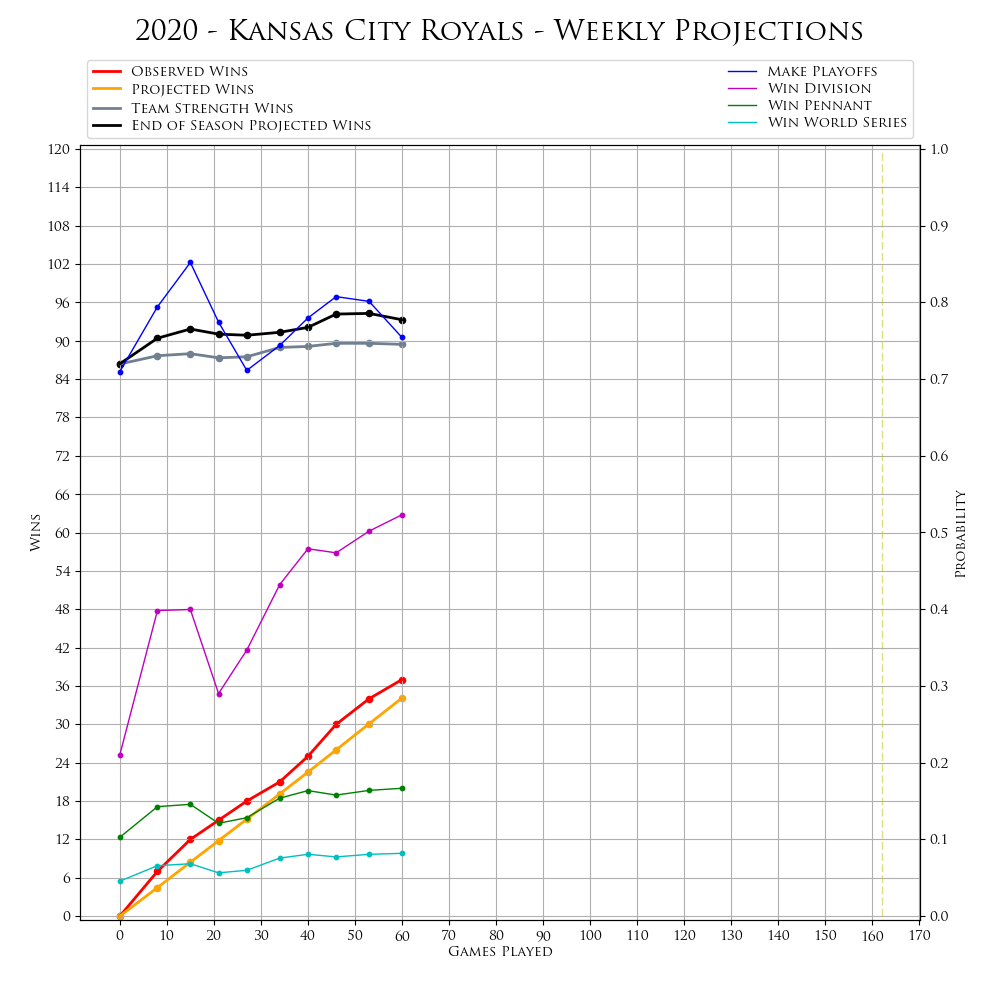 2020 - Kansas City Royals - Weekly Projections
Observed Wins
Projected Wins
Team Strength Wins
End of Season Projected Wins
Make Playoffs
Win Division
Win Pennant
Win World Series
120
114
108
102
96
90
84
78
72
66
60
54
48
42
36
30
24
18
12
6
0
Wins
1.0
0.9
0.8
0.7
0.6
0.5
0.4
0.3
0.2
0.1
0.0
Probability
0 10 20 30 40 50 60 70 80 90 100 110 120 130 140 150 160 170
Games Played